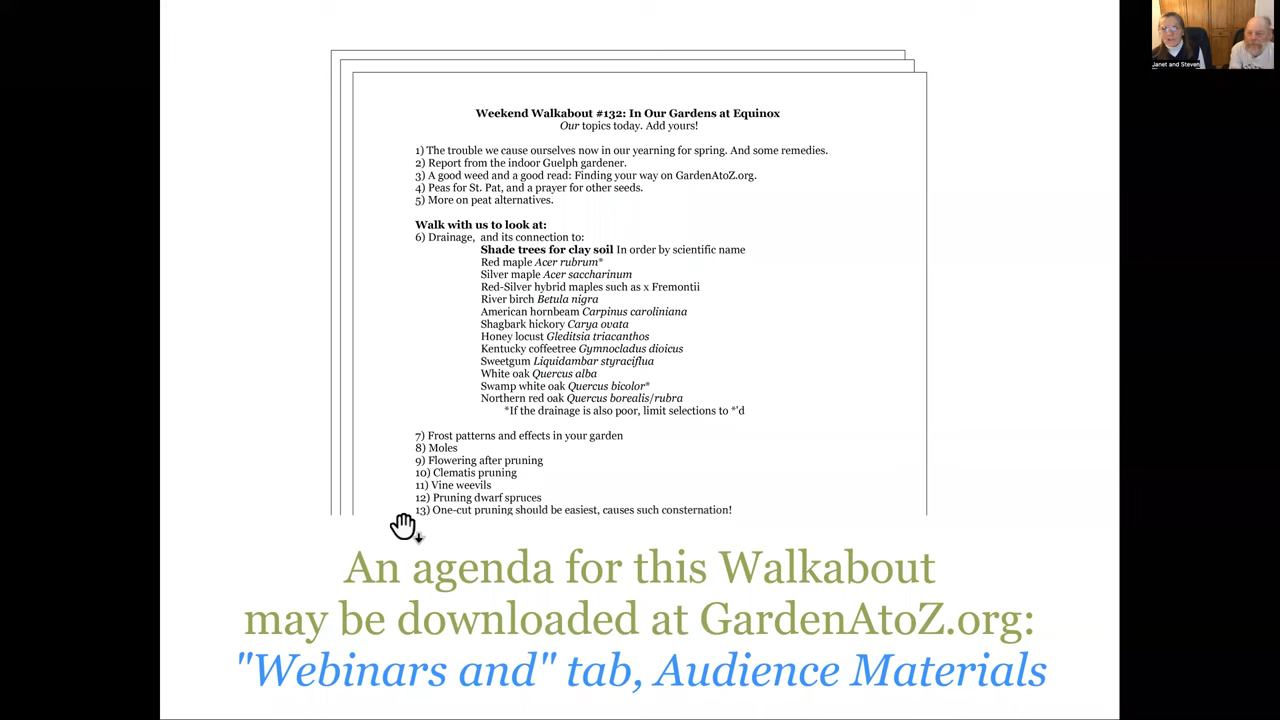 Janet and Steven
Weekend Walkabout #132: In Our Gardens at Equinox
Our topics today. Add yours!
1) The trouble we cause ourselves now in our yearning for spring. And some remedies.
2) Report from the indoor Guelph gardener.
3) A good weed and a good read: Finding your way on GardenAtoZ.org.
4) Peas for St. Pat, and a prayer for other seeds.
5) More on peat alternatives.
Walk with us to look at:
6) Drainage, and its connection to:
Shade trees for clay soil In order by scientific name
Red maple Acer rubrum*
Silver maple Acer saccharinum
Red-Silver hybrid maples such as x Fremontii
River birch Betula nigra
American hornbeam Carpinus caroliniana
Shagbark hickory Carya ovata
Honey locust Gleditsia triacanthos
Kentucky coffeetree Gymnocladus dioicus
Sweetgum Liquidambar styraciflua
White oak Quercus alba
Swamp white oak Quercus bicolor*
Northern red oak Quercus borealis/rubra
*If the drainage is also poor, limit selections to *'d
7) Frost patterns and effects in your garden
8) Moles
9) Flowering after pruning
10) Clematis pruning
11) Vine weevils
12) Pruning dwarf spruces
13) One-cut pruning should be easiest, causes such consternation!
An agenda for this Walkabout
may be downloaded at GardenAtoZ.org:
"Webinars and" tab, Audience Materials